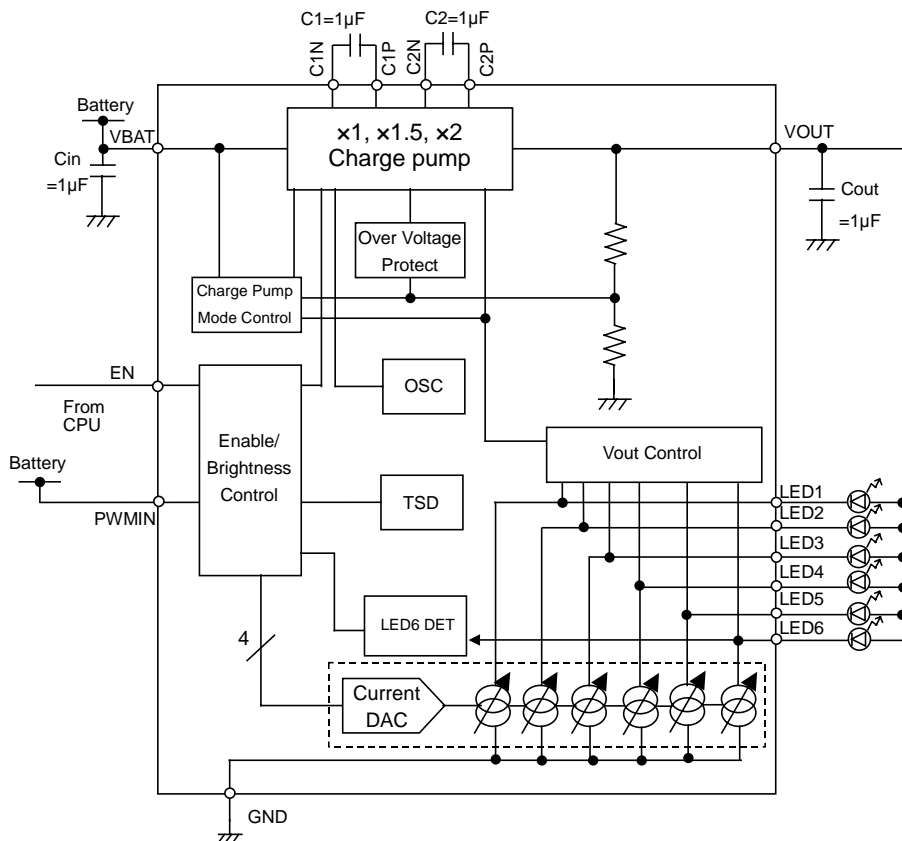 C1=1µF
C2=1µF
C1N
C1P
C2N
C2P
Battery
VBAT
×1, ×1.5, ×2
Charge pump
VOUT
Cin
=1µF
Cout
=1µF
Over Voltage
Protect
Charge Pump
Mode Control
EN
From
CPU
OSC
Enable/
Brightness
Control
Vout Control
Battery
PWMIN
TSD
LED1
LED2
LED3
LED4
LED5
LED6
LED6 DET
4
Current
DAC
GND